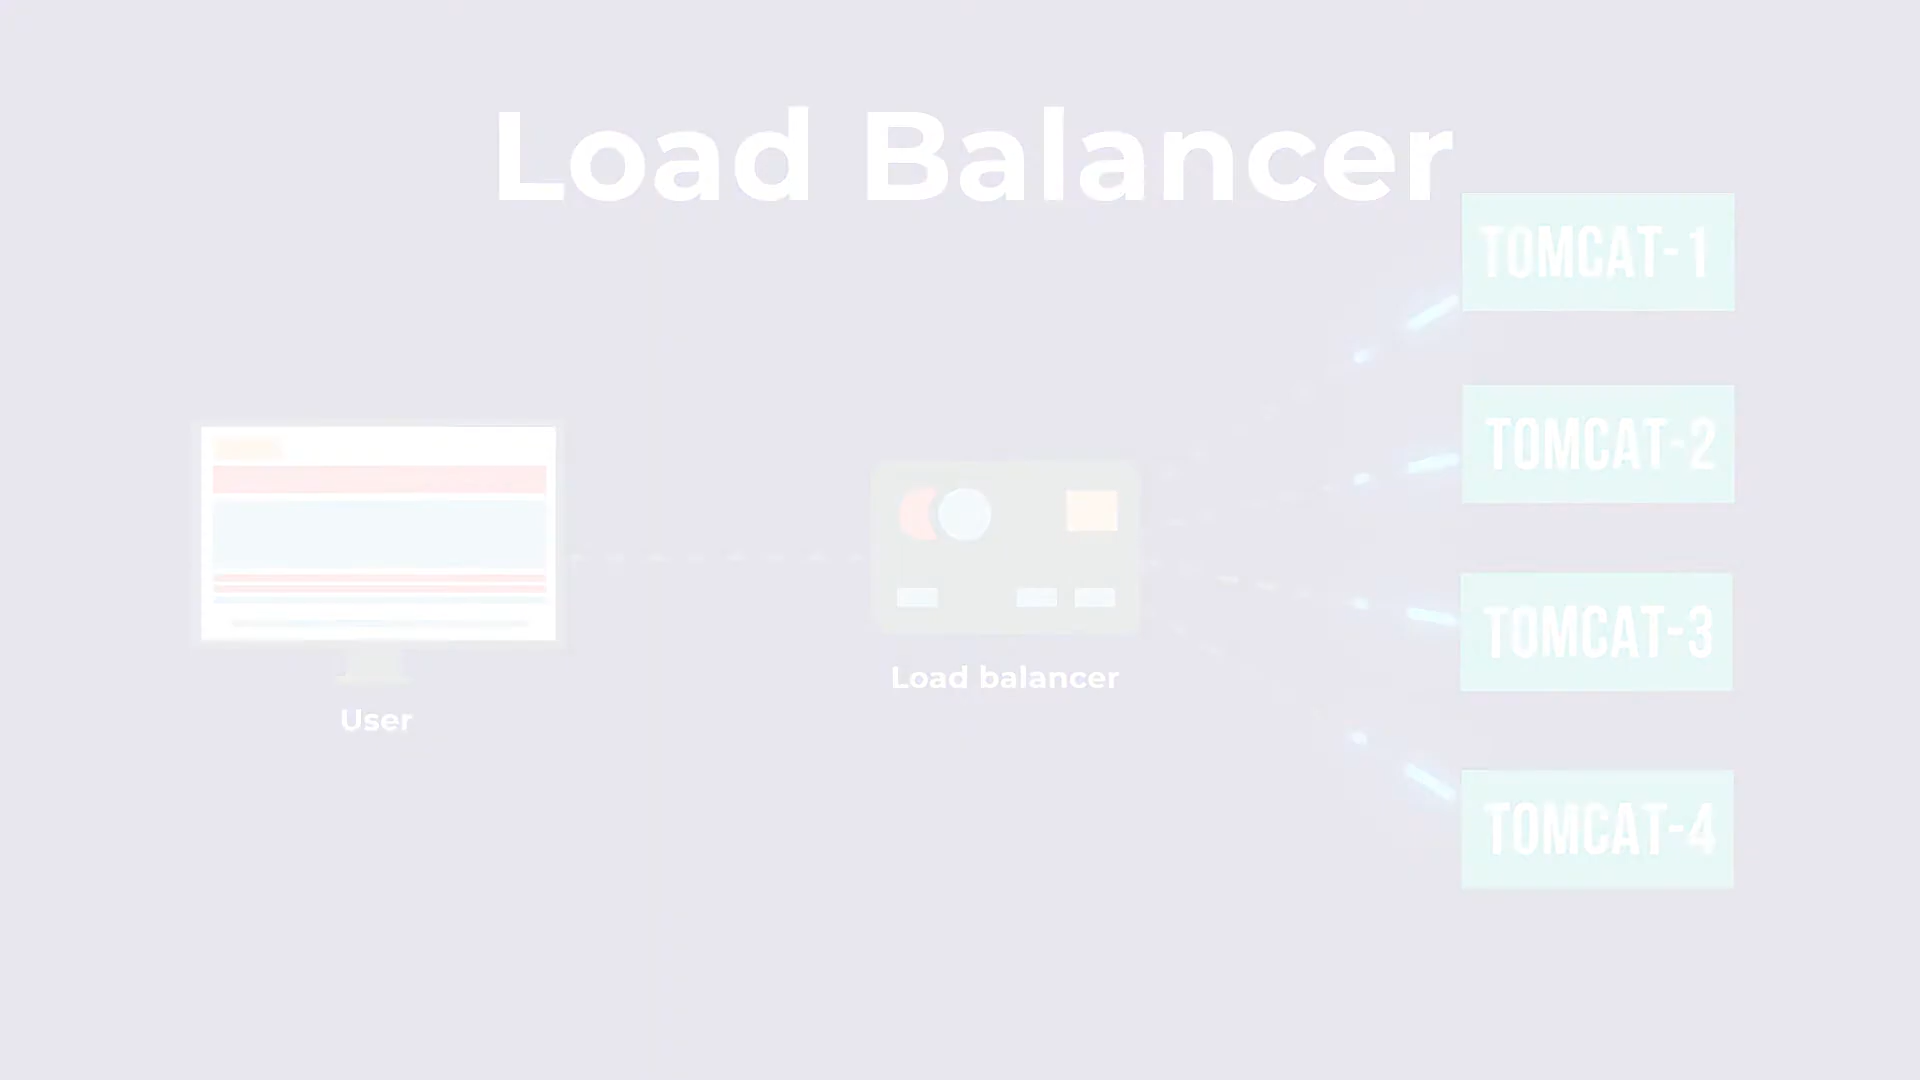 Load Balancer
TOMCAT-1
TOMCAT-2
TOMCAT-3
Load balancer
User
TOMCAT-4